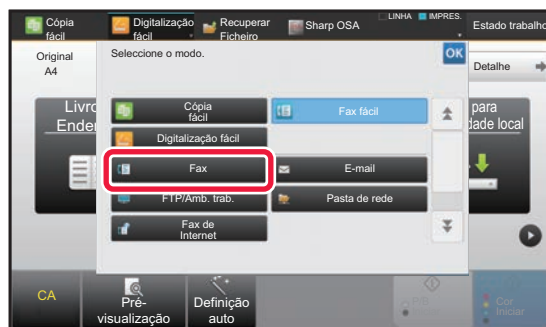 Cópia
fácil
Digitalização
fácil
Recuperar
Ficheiro
Sharp OSA
LINHA
IMPRES.
Estado trabalho
Original
A4
Seleccione o modo.
OK
Detalhe
Livro
Ender
Cópia
fácil
Fax fácil
Digitalização fácil
Fax
E-mail
FTP/Amb. trab.
Pasta de rede
Fax de
Internet
para
dade local
CA
Pré-
visualização
Definição
auto
P/B
Cor
Iniciar